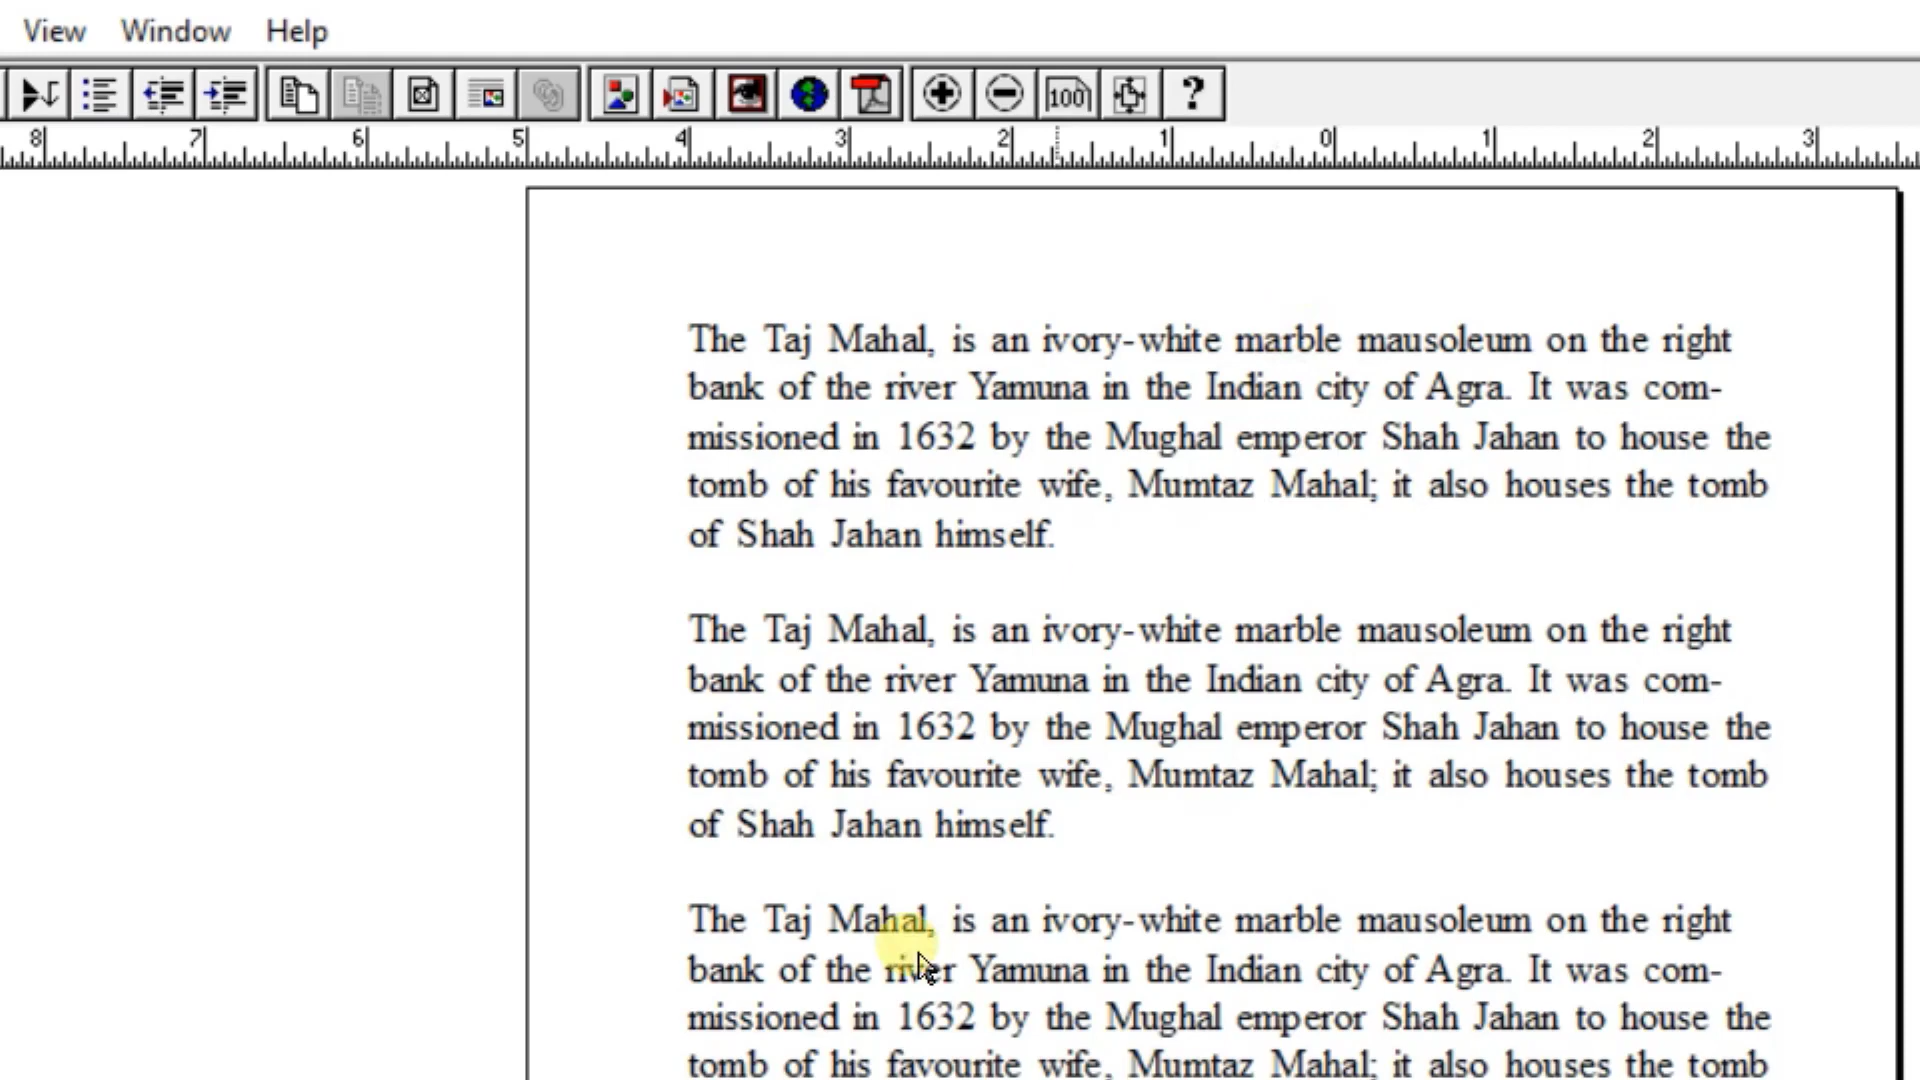 View Window Help
100
?
8 7 6 5 4 3 2 1 0 1 2 3
The Taj Mahal, is an ivory-white marble mausoleum on the right
bank of the river Yamuna in the Indian city of Agra. It was com-
missioned in 1632 by the Mughal emperor Shah Jahan to house the
tomb of his favourite wife, Mumtaz Mahal; it also houses the tomb
of Shah Jahan himself.
The Taj Mahal, is an ivory-white marble mausoleum on the right
bank of the river Yamuna in the Indian city of Agra. It was com-
missioned in 1632 by the Mughal emperor Shah Jahan to house the
tomb of his favourite wife, Mumtaz Mahal; it also houses the tomb
of Shah Jahan himself.
The Taj Mahal, is an ivory-white marble mausoleum on the right
bank of the river Yamuna in the Indian city of Agra. It was com-
missioned in 1632 by the Mughal emperor Shah Jahan to house the
tomb of his favourite wife, Mumtaz Mahal; it also houses the tomb